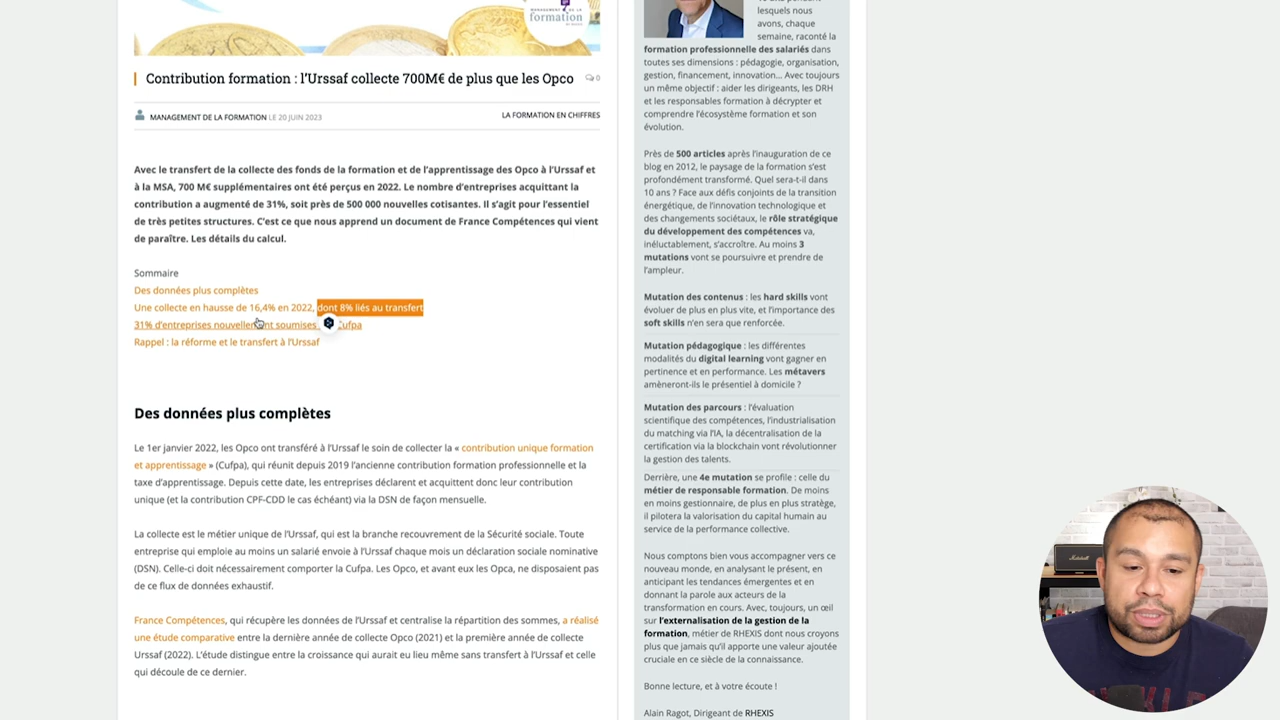 formation
Contribution formation : l'Urssaf collecte 700M€ de plus que les Opco
0
MANAGEMENT DE LA FORMATION LE 20 JUIN 2023
LA FORMATION EN CHIFFRES
Avec le transfert de la collecte des fonds de la formation et de l'apprentissage des Opco à l'Urssaf et
à la MSA, 700 M€ supplémentaires ont été perçus en 2022. Le nombre d'entreprises acquittant la
contribution a augmenté de 31%, soit près de 500 000 nouvelles cotisantes. Il s'agit pour l'essentiel
de très petites structures. C'est ce que nous apprend un document de France Compétences qui vient
de paraître. Les détails du calcul.
Sommaire
Des données plus complètes
Une collecte en hausse de 16,4% en 2022, dont 8% liés au transfert
31% d'entreprises nouvellement soumises Cufpa
Rappel : la réforme et le transfert à l'Urssaf
Des données plus complètes
Le 1er janvier 2022, les Opco ont transféré à l'Urssaf le soin de collecter la « contribution unique formation
et apprentissage » (Cufpa), qui réunit depuis 2019 l'ancienne contribution formation professionnelle et la
taxe d'apprentissage. Depuis cette date, les entreprises déclarent et acquittent donc leur contribution
unique (et la contribution CPF-CDD le cas échéant) via la DSN de façon mensuelle.
La collecte est le métier unique de l'Urssaf, qui est la branche recouvrement de la Sécurité sociale. Toute
entreprise qui emploie au moins un salarié envoie à l'Urssaf chaque mois un déclaration sociale nominative
(DSN). Celle-ci doit nécessairement comporter la Cufpa. Les Opco, et avant eux les Opca, ne disposaient pas
de ce flux de données exhaustif.
France Compétences, qui récupère les données de l'Urssaf et centralise la répartition des sommes, a réalisé
une étude comparative entre la dernière année de collecte Opco (2021) et la première année de collecte
Urssaf (2022). L'étude distingue entre la croissance qui aurait eu lieu même sans transfert à l'Urssaf et celle
qui découle de ce dernier.
lesquels nous
avons, chaque
semaine, raconté la
formation professionnelle des salariés dans
toutes ses dimensions : pédagogie, organisation,
gestion, financement, innovation... Avec toujours
un même objectif : aider les dirigeants, les DRH
et les responsables formation à décrypter et
comprendre l'écosystème formation et son
évolution.
Près de 500 articles après l'inauguration de ce
blog en 2012, le paysage de la formation s'est
profondément transformé. Quel sera-t-il dans
10 ans ? Face aux défis conjoints de la transition
énergétique, de l'innovation technologique et
des changements sociétaux, le rôle stratégique
du développement des compétences va,
inéluctablement, s'accroître. Au moins 3
mutations vont se poursuivre et prendre de
l'ampleur.
Mutation des contenus : les hard skills vont
évoluer de plus en plus vite, et l'importance des
soft skills n'en sera que renforcée.
Mutation pédagogique : les différentes
modalités du digital learning vont gagner en
pertinence et en performance. Les métavers
amèneront-ils le présentiel à domicile ?
Mutation des parcours : l'évaluation
scientifique des compétences, l'industrialisation
du matching via l'IA, la décentralisation de la
certification via la blockchain vont révolutionner
la gestion des talents.
Derrière, une 4e mutation se profile : celle du
métier de responsable formation. De moins
en moins gestionnaire, de plus en plus stratège,
il pilotera la valorisation du capital humain au
service de la performance collective.
Nous comptons bien vous accompagner vers ce
nouveau monde, en analysant le présent, en
anticipant les tendances émergentes et en
donnant la parole aux acteurs de la
transformation en cours. Avec, toujours, un œil
sur l'externalisation de la gestion de la
formation, métier de RHEXIS dont nous croyons
plus que jamais qu'il apporte une valeur ajoutée
cruciale en ce siècle de la connaissance.
Bonne lecture, et à votre écoute !
Alain Ragot, Dirigeant de RHEXIS
Marshall